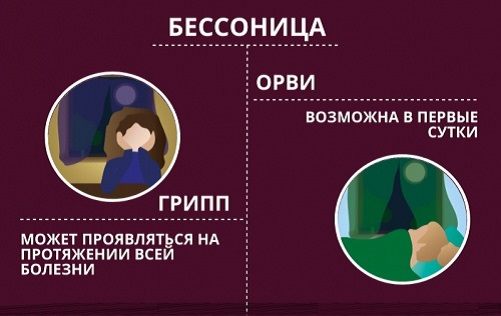 БЕССОНИЦА
ОРВИ
ВОЗМОЖНА В ПЕРВЫЕ
СУТКИ
ГРИПП
МОЖЕТ ПРОЯВЛЯТЬСЯ НА
ПРОТЯЖЕНИИ ВСЕЙ
БОЛЕЗНИ